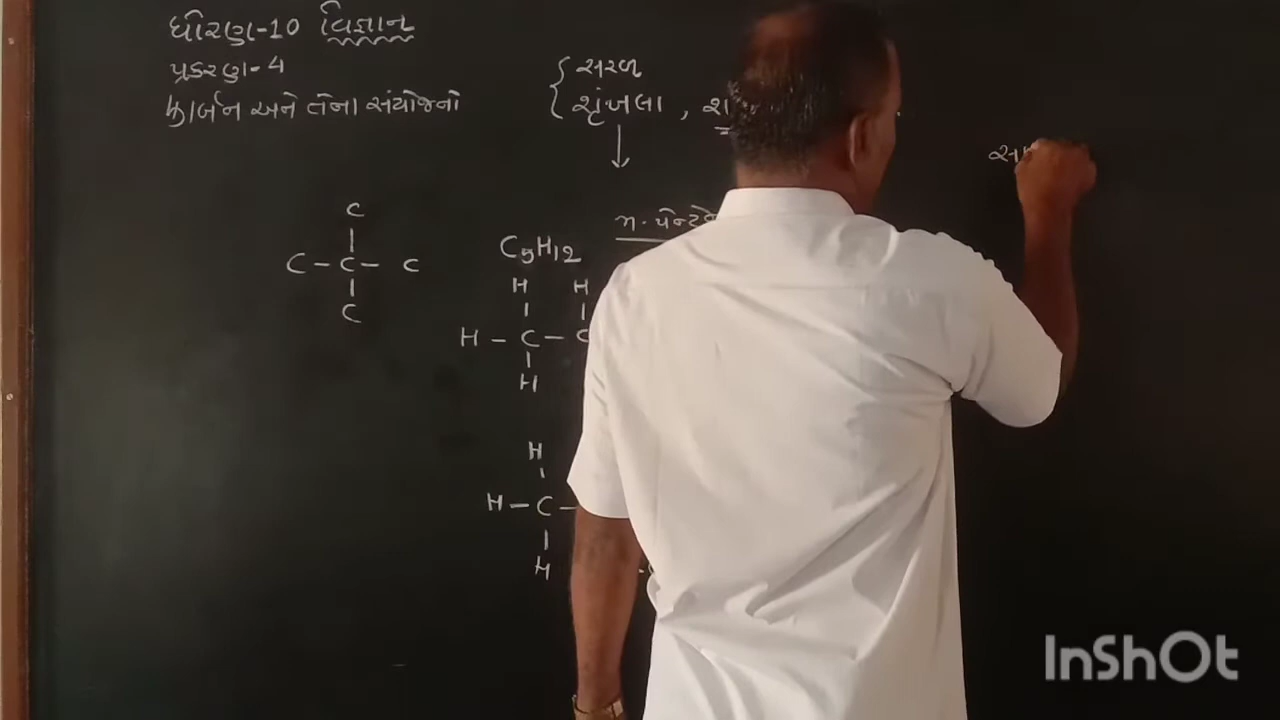 ધોરણ-10 વિજ્ઞાન
પ્રકરણ-4
કાર્બન અને તેના સંયોજનો
સરળ
શૃંખલા ,
C
C - C - C
C
C5H12
H H
H - C - C
H
H
H - C -
H
InShOt